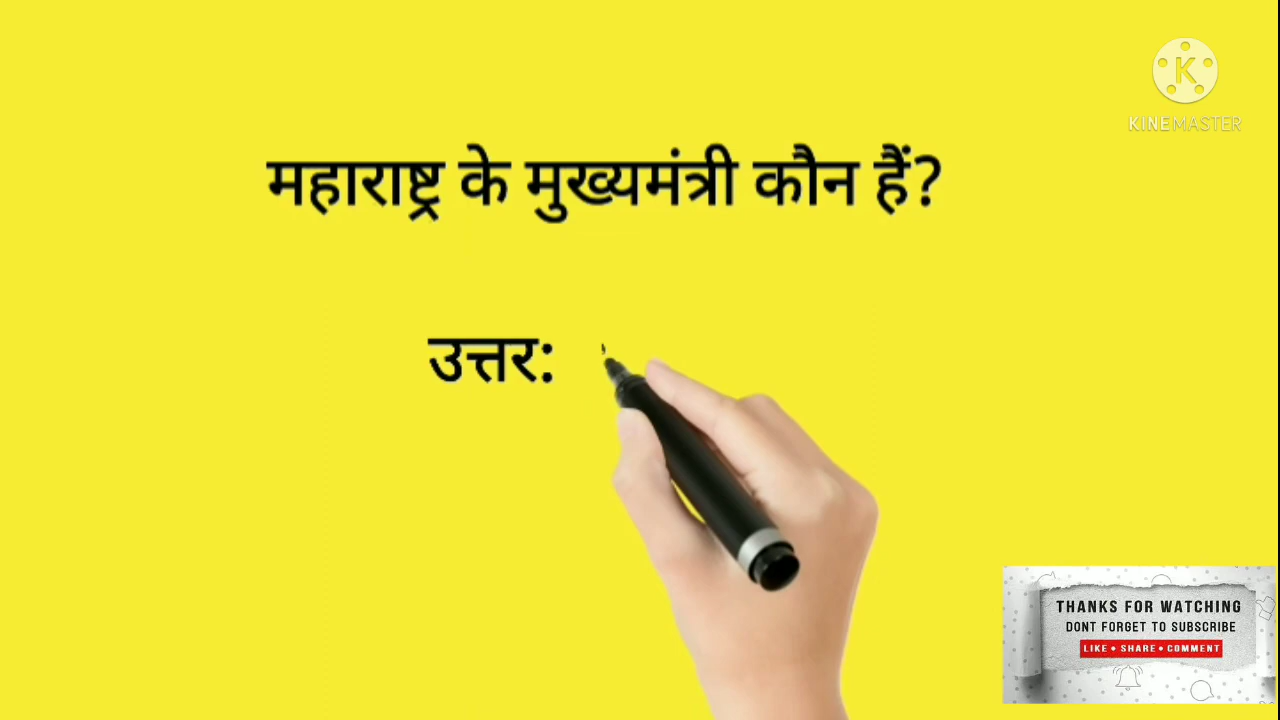 KINEMASTER
महाराष्ट्र के मुख्यमंत्री कौन हैं?
उत्तर:
THANKS FOR WATCHING
DONT FORGET TO SUBSCRIBE
LIKE • SHARE • COMMENT